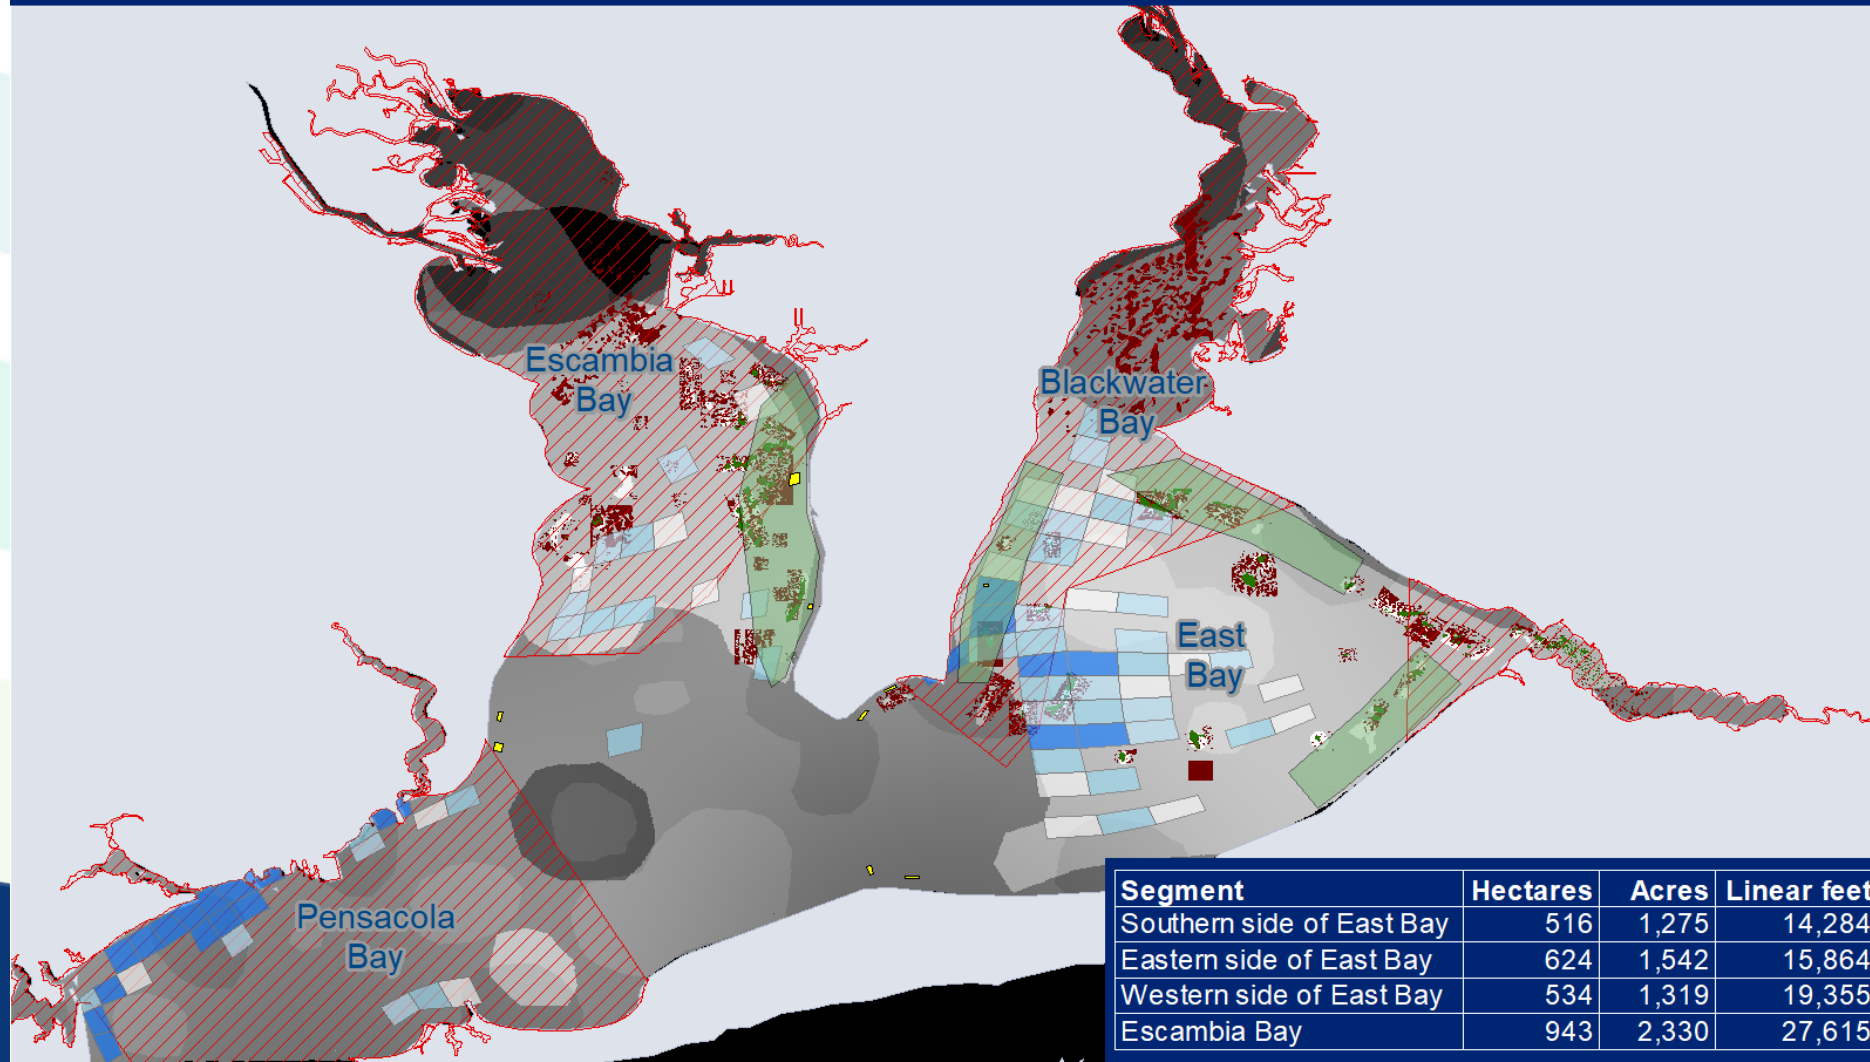 Escambia
Bay
Blackwater
Bay
East
Bay
Pensacola
Bay
Segment Hectares Acres Linear feet
Southern side of East Bay 516 1,275 14,284
Eastern side of East Bay 624 1,542 15,864
Western side of East Bay 534 1,319 19,355
Escambia Bay 943 2,330 27,615